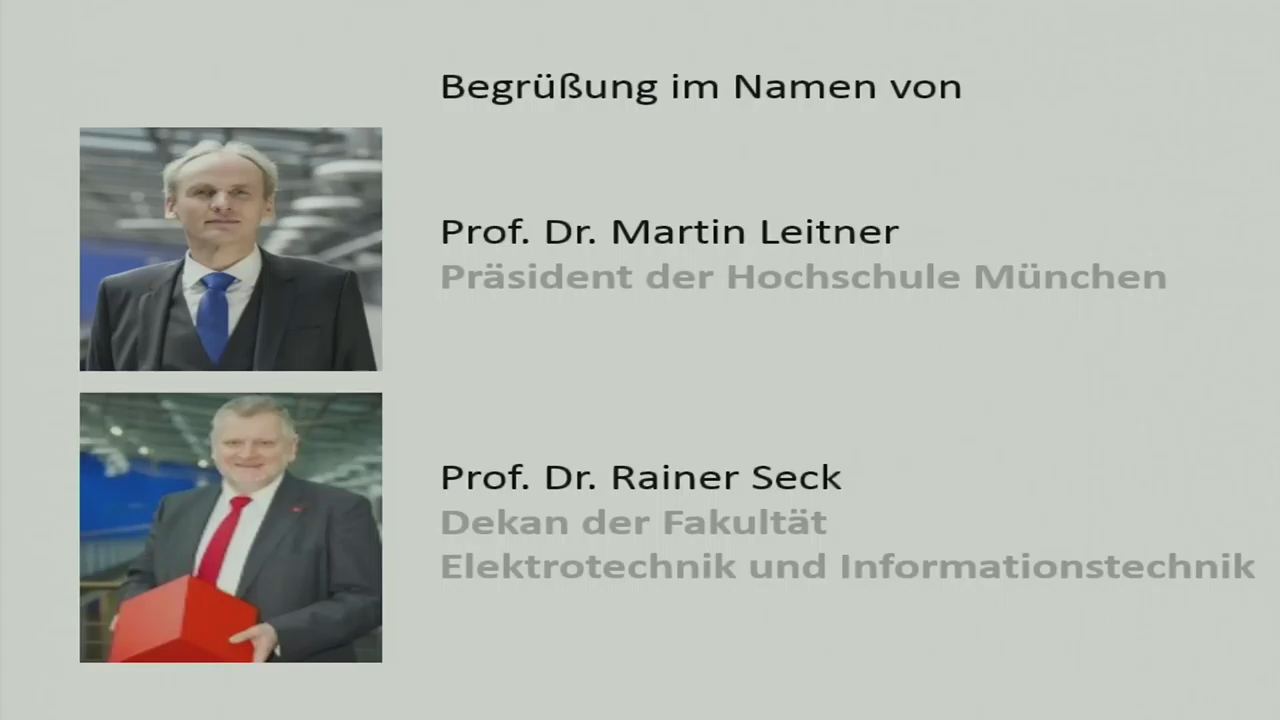 Begrüßung im Namen von
Prof. Dr. Martin Leitner
Präsident der Hochschule München
Prof. Dr. Rainer Seck
Dekan der Fakultät
Elektrotechnik und Informationstechnik